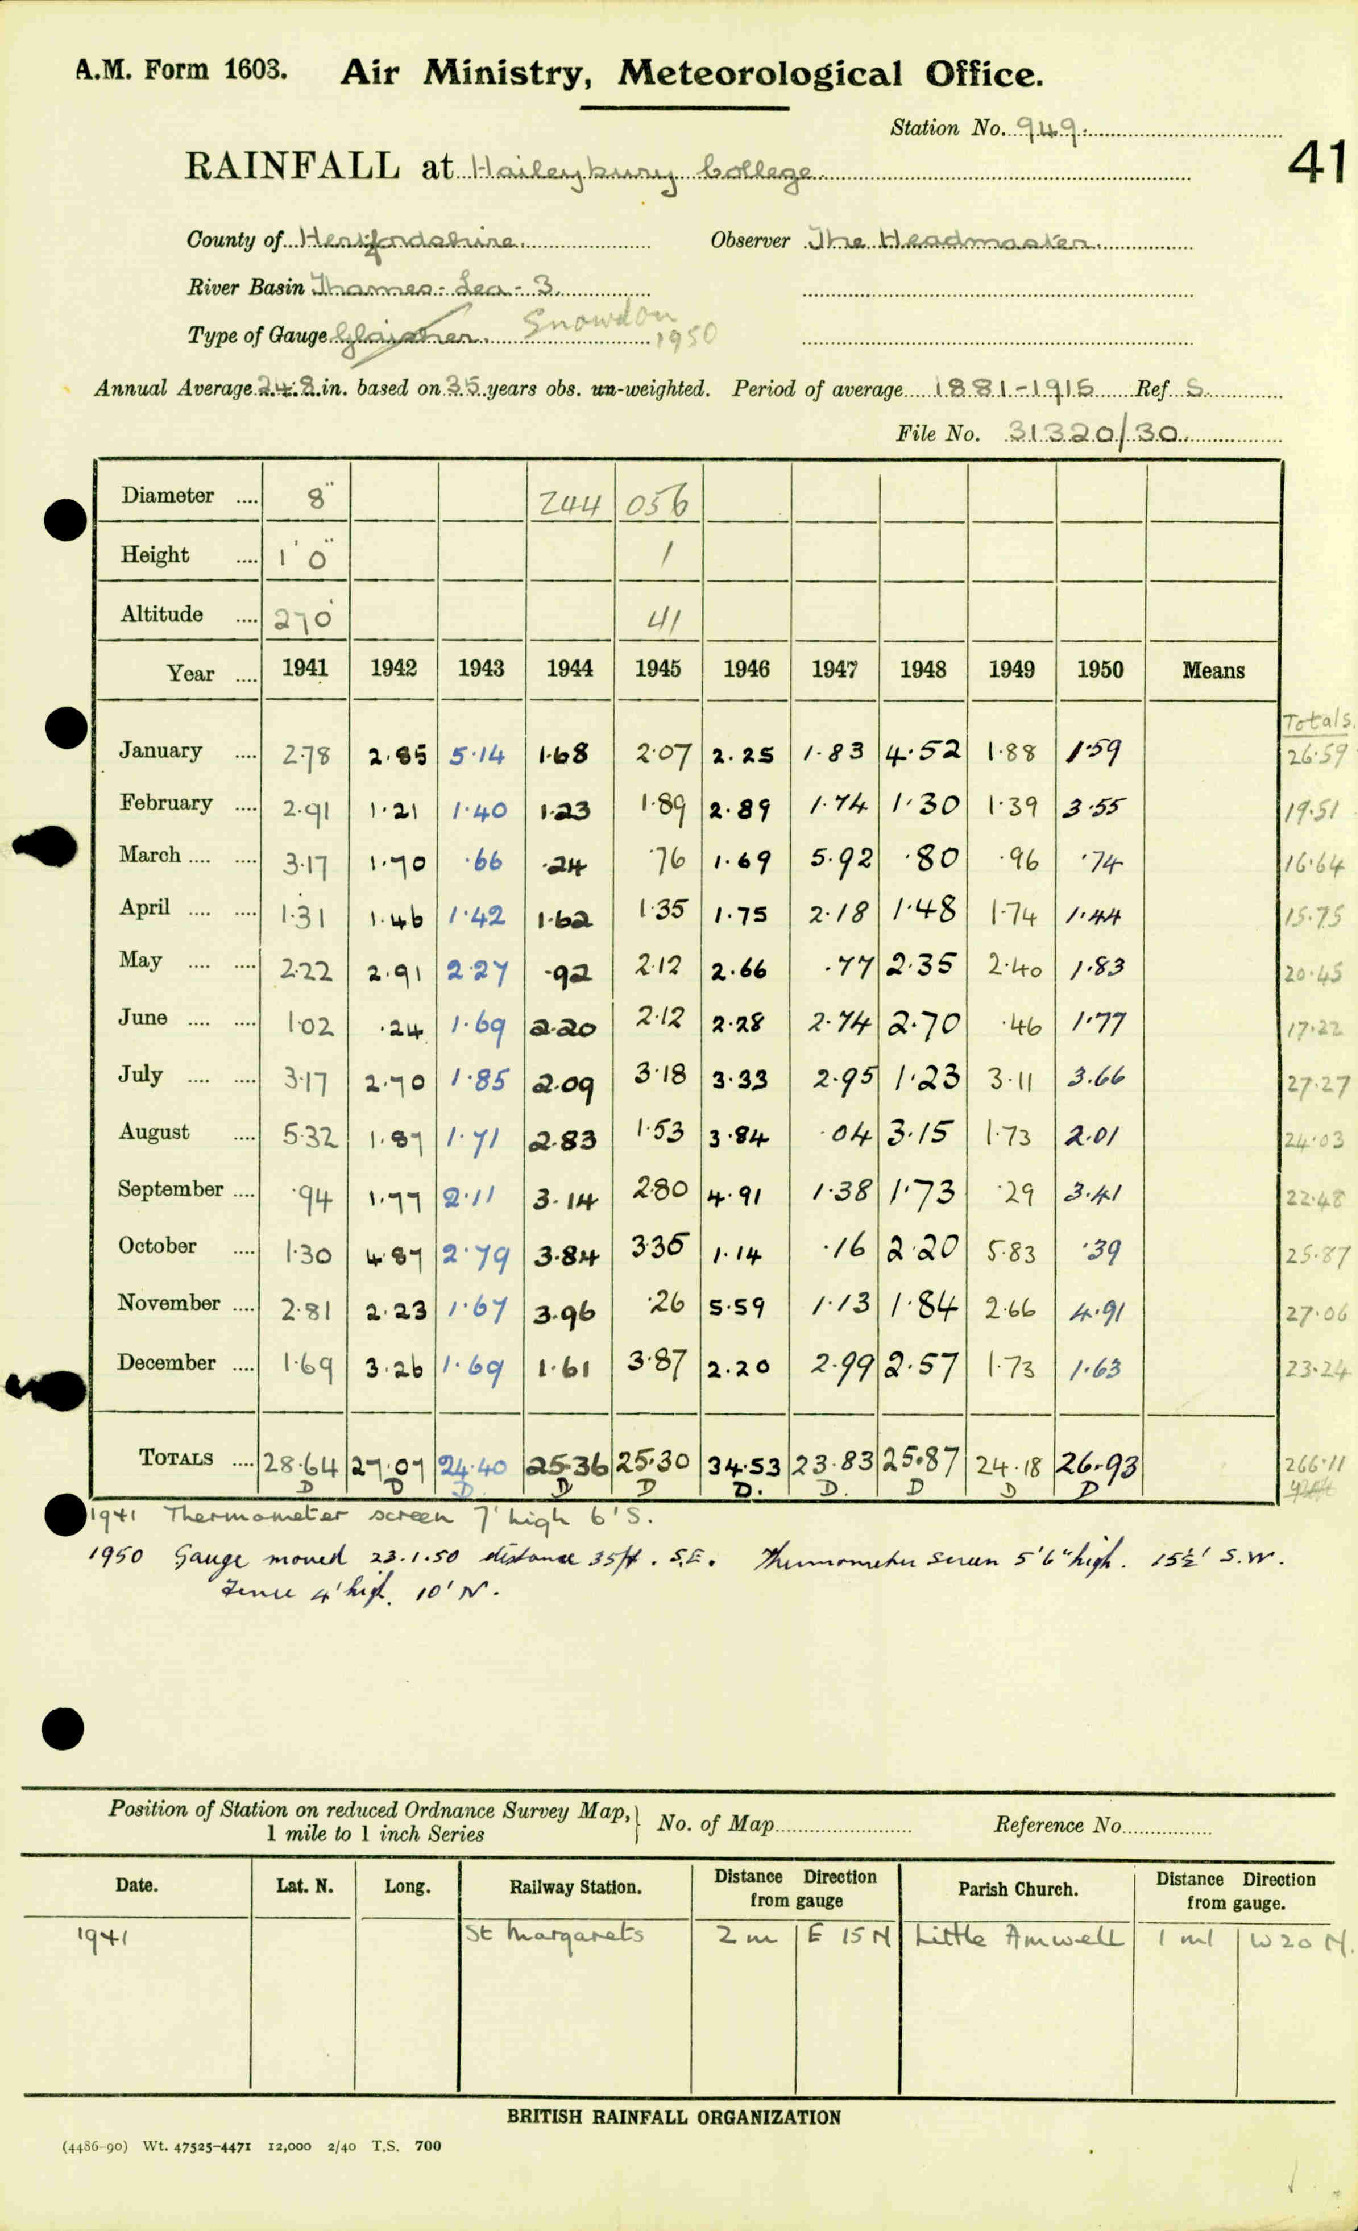 A.M. Form 1603. Air Ministry, Meteorological Office.
Station No. 949.
41
RAINFALL at Haileybury College
County of Hertfordshire. Observer The Headmaster.
River Basin Thames - Lea - 3
Type of Gauge Glaisher. Snowdon 1950
Annual Average 24.8 in. based on 35 years obs. un-weighted. Period of average 1881-1915 Ref S.
File No. 31320/30
Diameter .... 8" 244 056
Height .... 1' 0" 1
Altitude .... 270' 41
Year .... 1941 1942 1943 1944 1945 1946 1947 1948 1949 1950 Means
Totals.
January .... 2.78 2.85 5.14 1.68 2.07 2.25 1.83 4.52 1.88 1.59 26.59
February .... 2.91 1.21 1.40 1.23 1.89 2.89 1.74 1.30 1.39 3.55 19.51
March .... .... 3.17 1.70 .66 .24 .76 1.69 5.92 .80 .96 .74 16.64
April .... .... 1.31 1.46 1.42 1.62 1.35 1.75 2.18 1.48 1.74 1.44 15.75
May .... .... 2.22 2.91 2.27 .92 2.12 2.66 .77 2.35 2.40 1.83 20.45
June .... .... 1.02 .24 1.69 2.20 2.12 2.28 2.74 2.70 .46 1.77 17.22
July .... .... 3.17 2.70 1.85 2.09 3.18 3.33 2.95 1.23 3.11 3.66 27.27
August .... 5.32 1.87 1.71 2.83 1.53 3.84 .04 3.15 1.73 2.01 24.03
September .... .94 1.77 2.11 3.14 2.80 4.91 1.38 1.73 .29 3.41 22.48
October .... 1.30 4.87 2.79 3.84 3.35 1.14 .16 2.20 5.83 .39 25.87
November .... 2.81 2.23 1.67 3.96 .26 5.59 1.13 1.84 2.66 4.91 27.06
December .... 1.69 3.26 1.69 1.61 3.87 2.20 2.99 2.57 1.73 1.63 23.24
TOTALS .... 28.64 27.07 24.40 25.36 25.30 34.53 23.83 25.87 24.18 26.93 266.11
D D D. D D D. D. D D D
1941 Thermometer screen 7' high 6' S.
1950 Gauge moved 23.1.50 distance 35ft. S.E. Thermometer screen 5'6" high. 15½' S.W.
Fence 4' high. 10' N.
Position of Station on reduced Ordnance Survey Map, 1 mile to 1 inch Series No. of Map Reference No.
Date. Lat. N. Long. Railway Station. Distance from gauge Direction Parish Church. Distance from gauge. Direction
1941 St Margarets 2 m E 15 N Little Amwell 1 ml W 20 N.
BRITISH RAINFALL ORGANIZATION
(4486-90) Wt. 47525-4471 12,000 2/40 T.S. 700